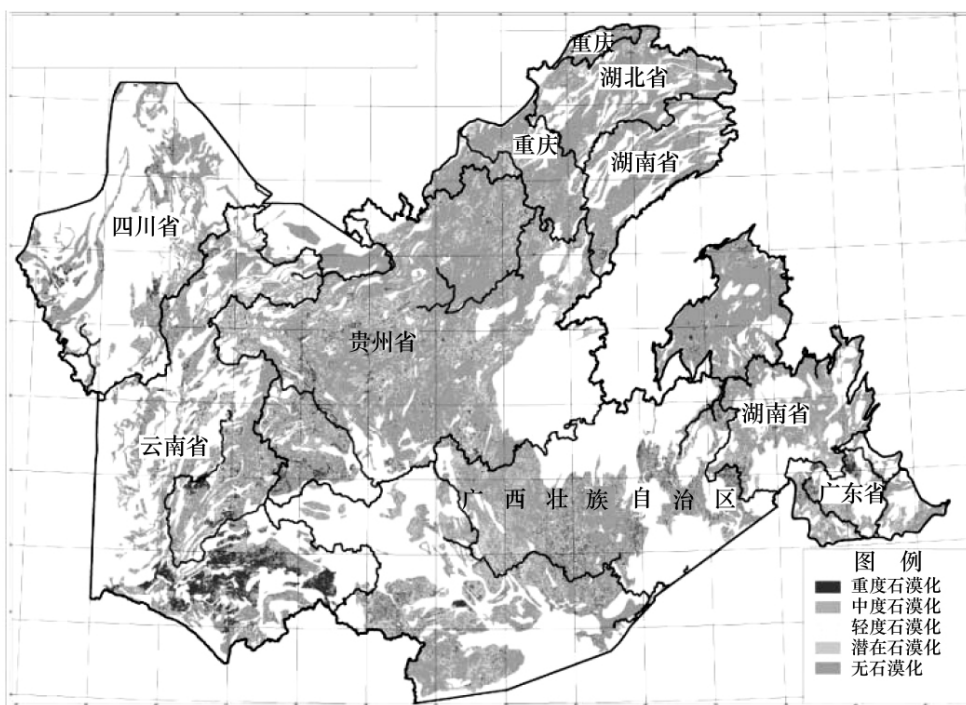 重庆
湖北省
重庆
湖南省
四川省
贵州省
湖南省
云南省
广西壮族自治区
广东省
图 例
重度石漠化
中度石漠化
轻度石漠化
潜在石漠化
无石漠化